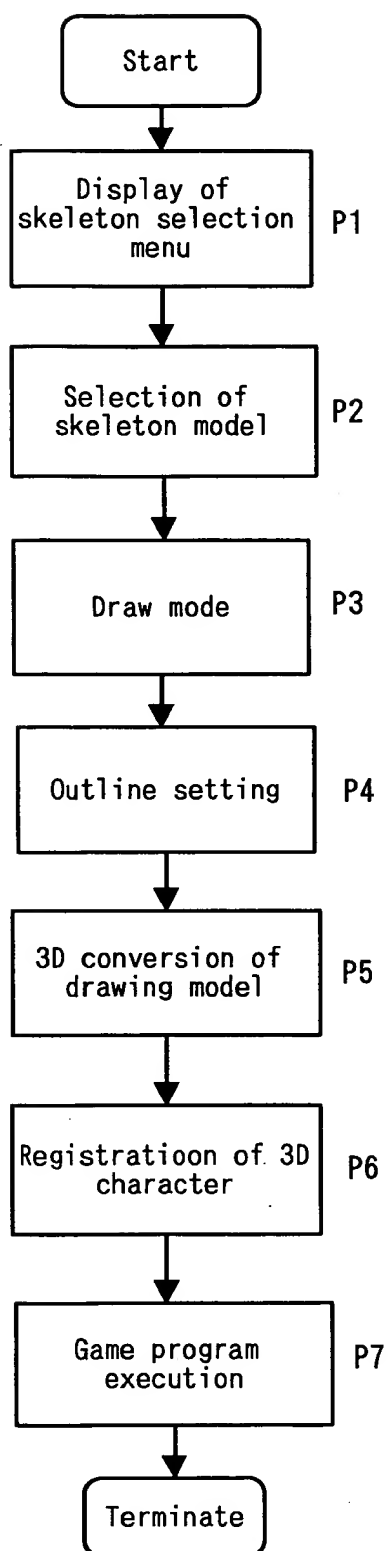 Start
Display of
skeleton selection
menu
P1
Selection of
skeleton model
P2
Draw mode
P3
Outline setting
P4
3D conversion of
drawing model
P5
Registratioon of 3D
character
P6
Game program
execution
P7
Terminate